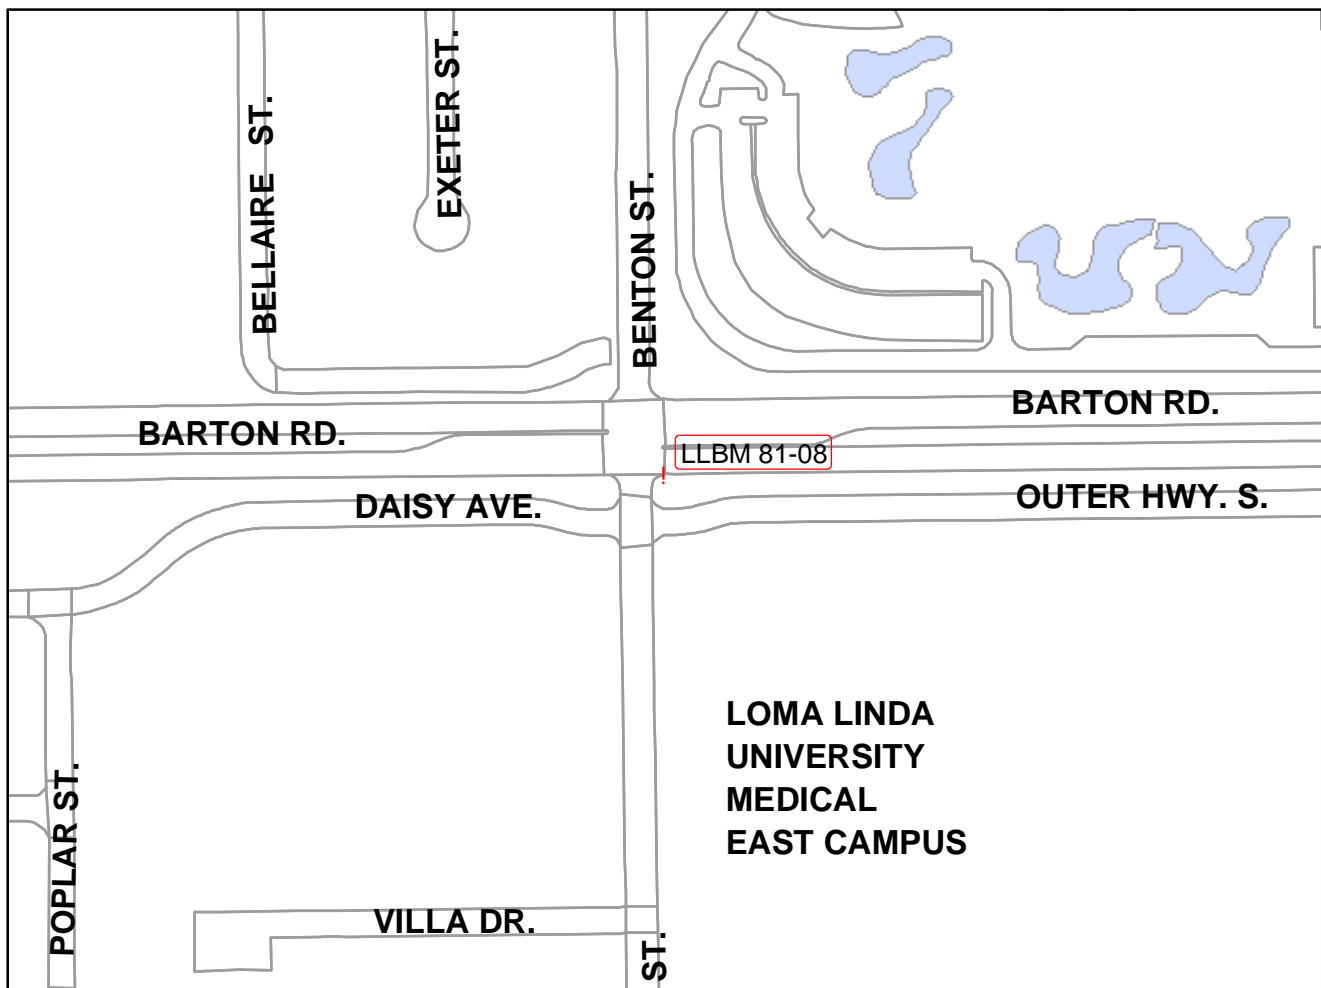 EXETER ST.
BELLAIRE ST.
BENTON ST.
BARTON RD.
BARTON RD.
LLBM 81-08
DAISY AVE.
OUTER HWY. S.
LOMA LINDA
UNIVERSITY
MEDICAL
EAST CAMPUS
POPLAR ST.
VILLA DR.
ST.